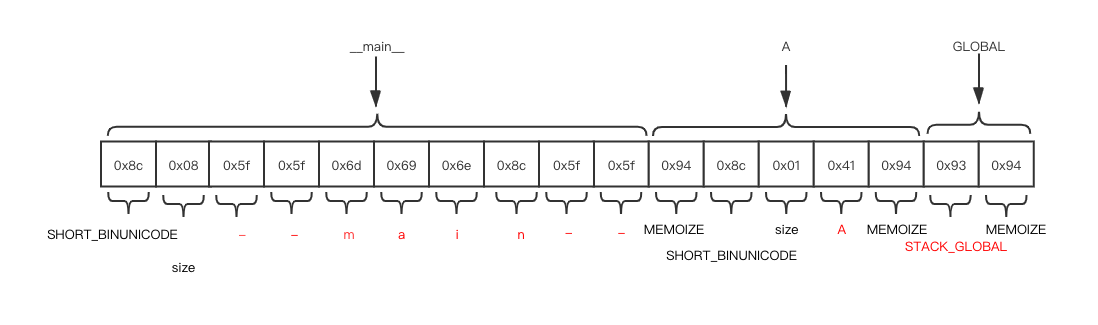 __main__ A GLOBAL
0x8c 0x08 0x5f 0x5f 0x6d 0x69 0x6e 0x8c 0x5f 0x5f 0x94 0x8c 0x01 0x41 0x94 0x93 0x94
SHORT_BINUNICODE _ _ m a i n _ _ MEMOIZE size A MEMOIZE MEMOIZE
STACK_GLOBAL
SHORT_BINUNICODE
size